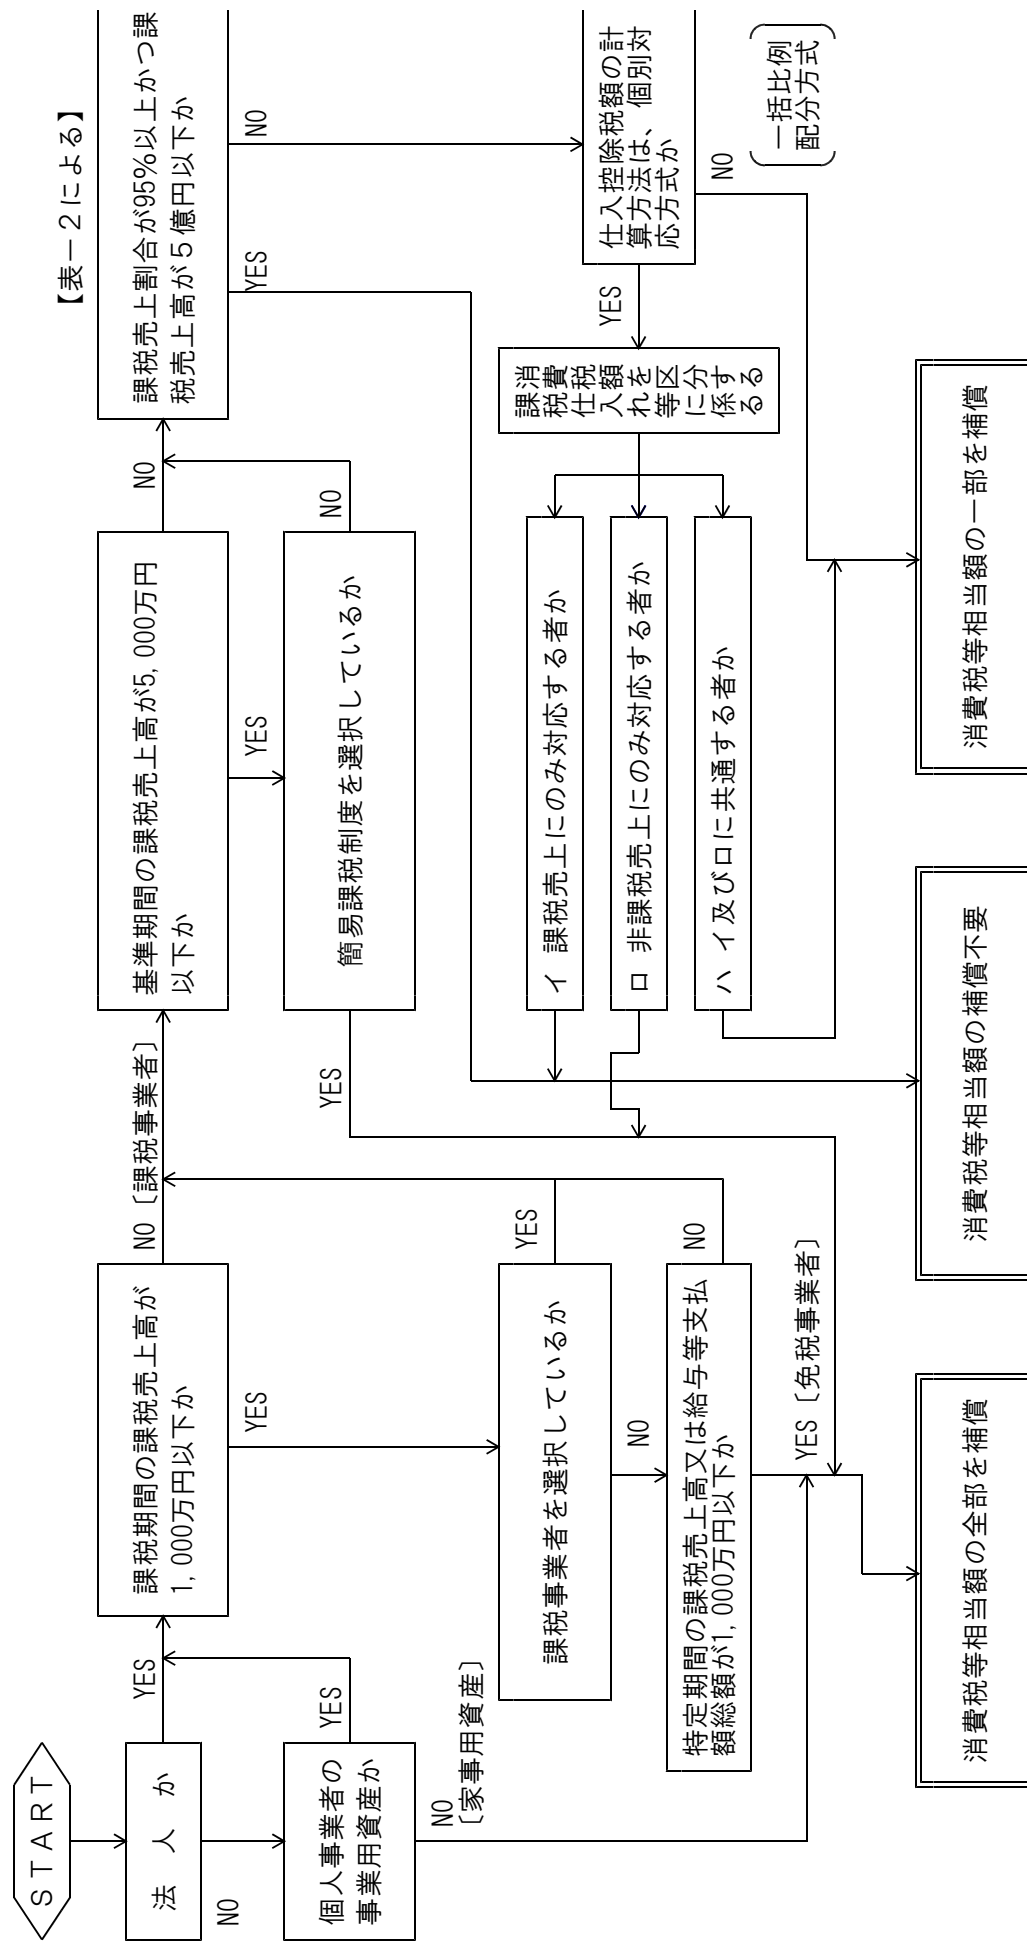 【表－２による】
START
法　人　か
YES
NO
個人事業者の
事業用資産か
YES
NO
〔家事用資産〕
課税期間の課税売上高が
1,000万円以下か
NO〔課税事業者〕
YES
課税事業者を選択しているか
YES
NO
特定期間の課税売上高又は給与等支払
額総額が1,000万円以下か
NO
YES〔免税事業者〕
基準期間の課税売上高が5,000万円
以下か
NO
YES
簡易課税制度を選択しているか
NO
YES
課税売上割合が95%以上かつ課
税売上高が５億円以下か
YES
NO
仕入控除税額の計
算方法は、個別対
応方式か
YES
NO
一括比例
配分方式
課税仕入れ等に係る
消費税額を区分する
イ　課税売上にのみ対応する者か
ロ　非課税売上にのみ対応する者か
ハ　イ及びロに共通する者か
消費税等相当額の全部を補償
消費税等相当額の補償不要
消費税等相当額の一部を補償